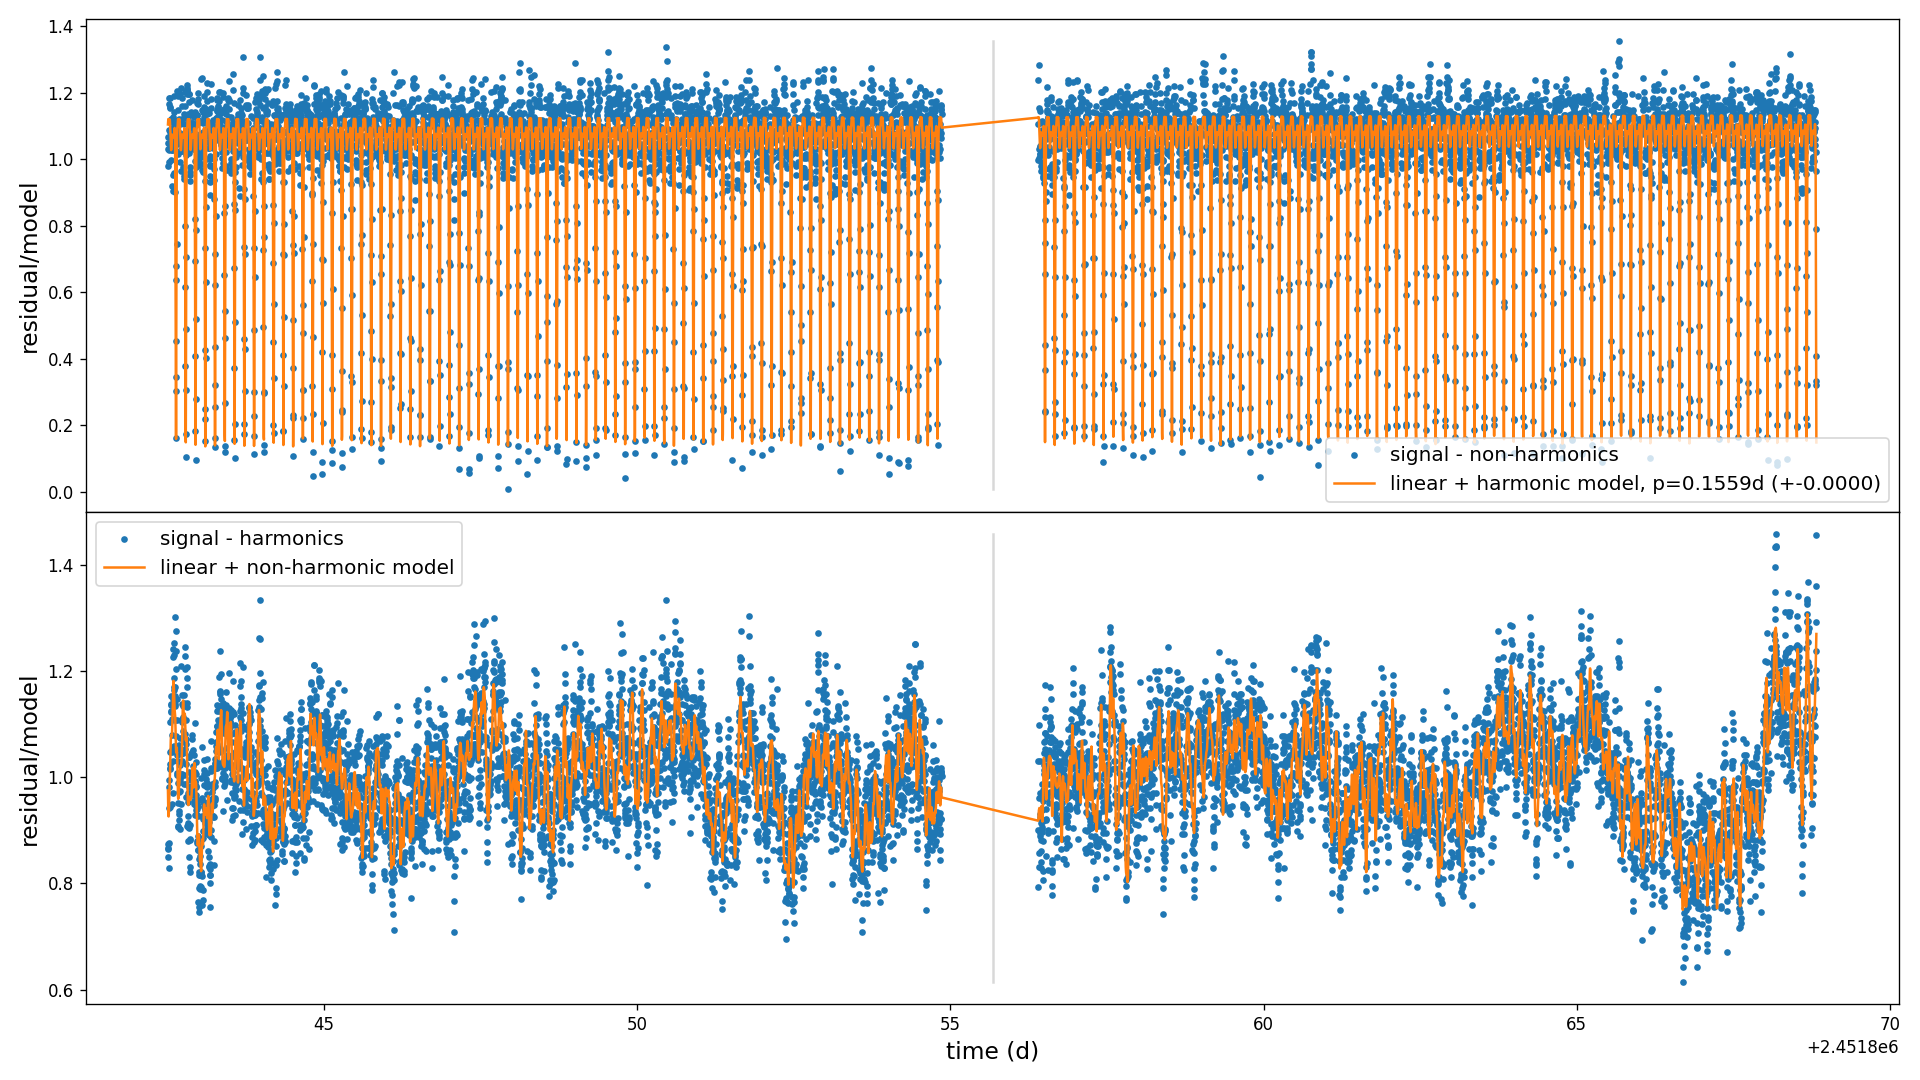 1.4
1.2
1.0
0.8
0.6
0.4
0.2
0.0
residual/model
signal - non-harmonics
linear + harmonic model, p=0.1559d (+-0.0000)
signal - harmonics
linear + non-harmonic model
1.4
1.2
1.0
0.8
0.6
residual/model
45
50
55
60
65
70
time (d)
+2.4518e6